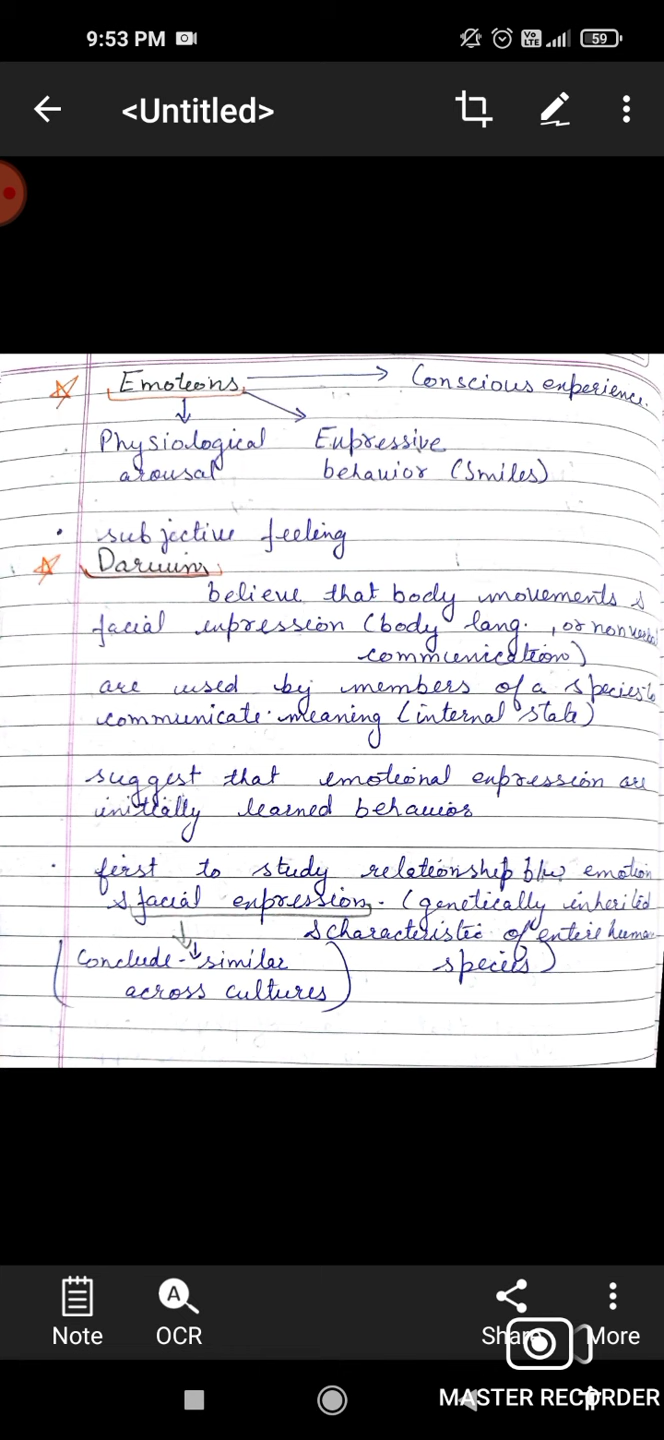 9:53 PM
Vo LTE
59
<Untitled>
Emotions → Conscious experience.
Physiological Expressive
arousal behavior (Smiles)
• subjective feeling
Darwin
believe that body movements &
facial expression (body lang. , or nonverbal
communication)
are used by members of a species to
communicate meaning (internal state)
suggest that emotional expression are
initially learned behavior
• first to study relationship b/w emotion
& facial expression. (genetically inherited
& characteristic of entire human
(Conclude → similar species)
across cultures)
Note OCR Share More
MASTER RECORDER